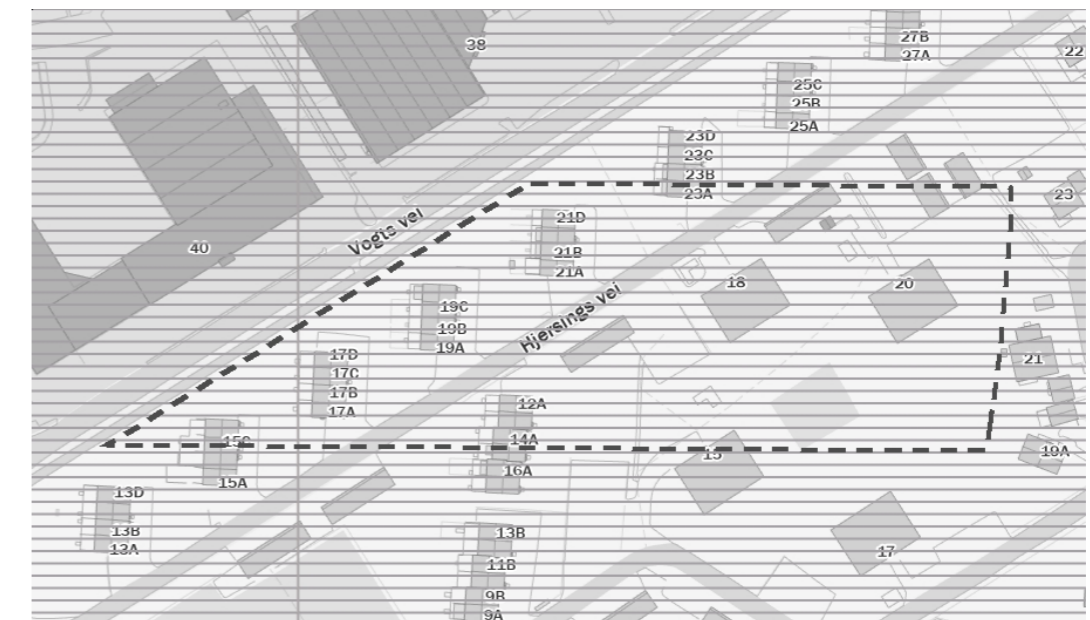 38
27B
27A
22
25C
25B
25A
23D
23C
23B
23A
23
40
Vogts vei
21D
21B
21A
18
20
19C
19B
19A
Hjersings vei
17D
17C
17B
17A
21
12A
14A
16A
15C
15A
15
19A
13D
13B
13A
13B
11B
9B
9A
17